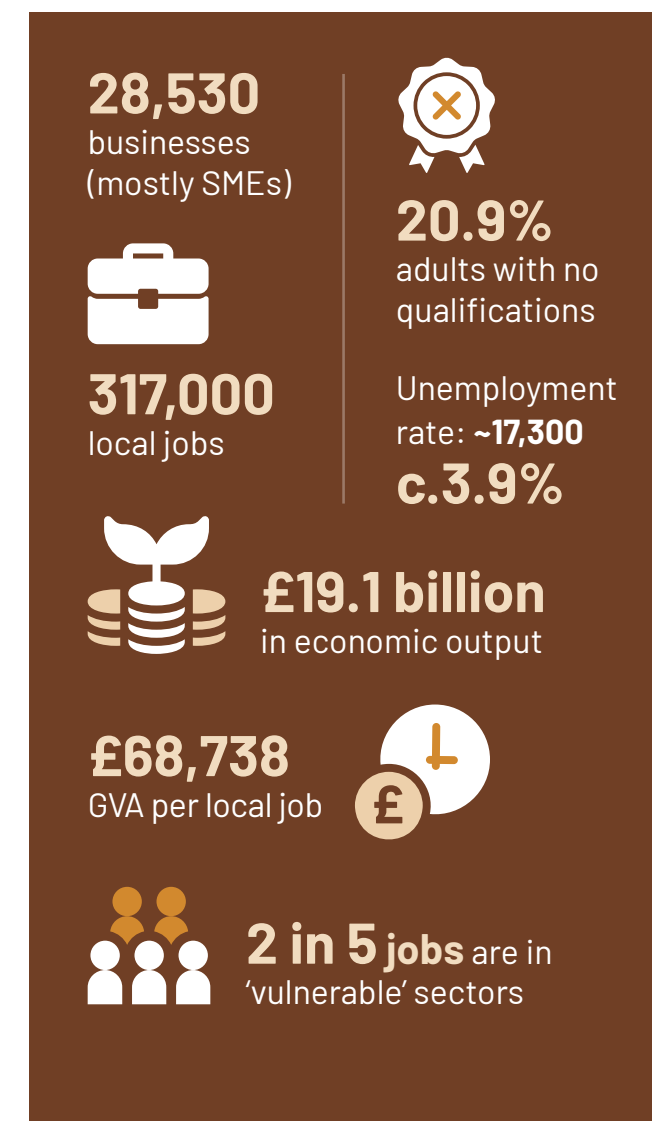 28,530
businesses
(mostly SMEs)
317,000
local jobs
20.9%
adults with no
qualifications
Unemployment
rate: ~17,300
c.3.9%
£19.1 billion
in economic output
£68,738
GVA per local job
£
2 in 5 jobs are in
‘vulnerable’ sectors